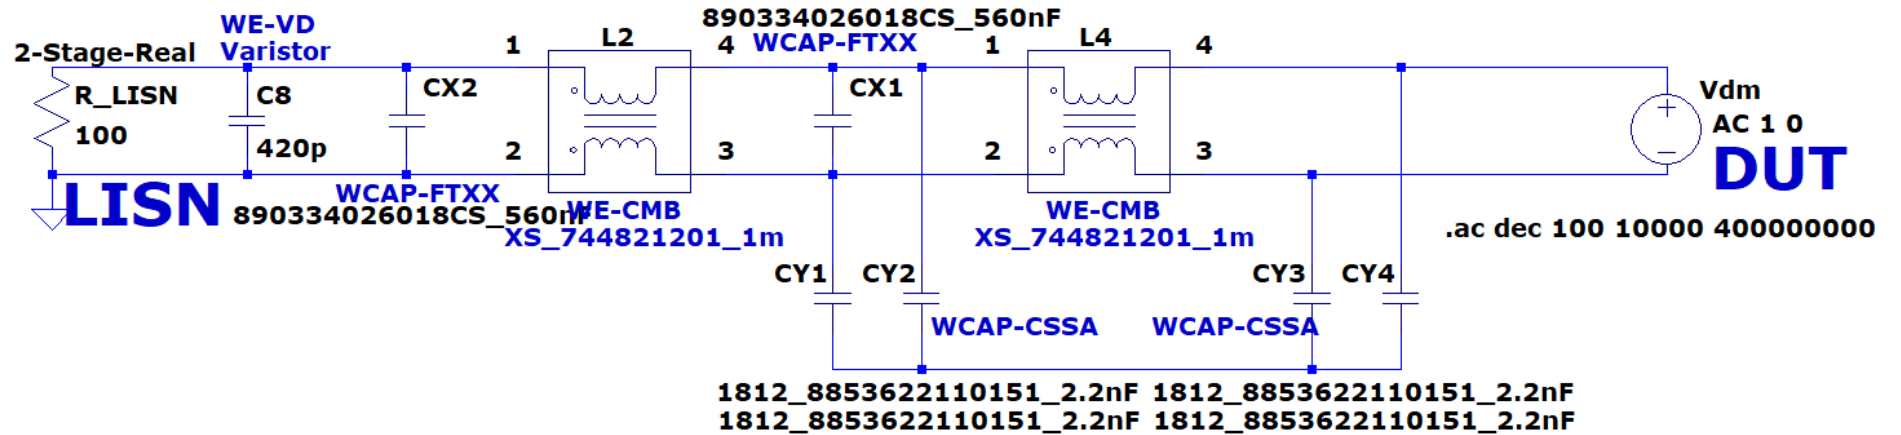 890334026018CS_560nF
WE-VD
Varistor
2-Stage-Real
WCAP-FTXX
1
L2
4
1
L4
4
R_LISN
100
C8
420p
CX2
CX1
Vdm
AC 1 0
DUT
2
3
2
3
LISN
WCAP-FTXX
890334026018CS_560nF
WE-CMB
XS_744821201_1m
WE-CMB
XS_744821201_1m
.ac dec 100 10000 400000000
CY1
CY2
CY3
CY4
WCAP-CSSA
WCAP-CSSA
1812_8853622110151_2.2nF
1812_8853622110151_2.2nF
1812_8853622110151_2.2nF
1812_8853622110151_2.2nF